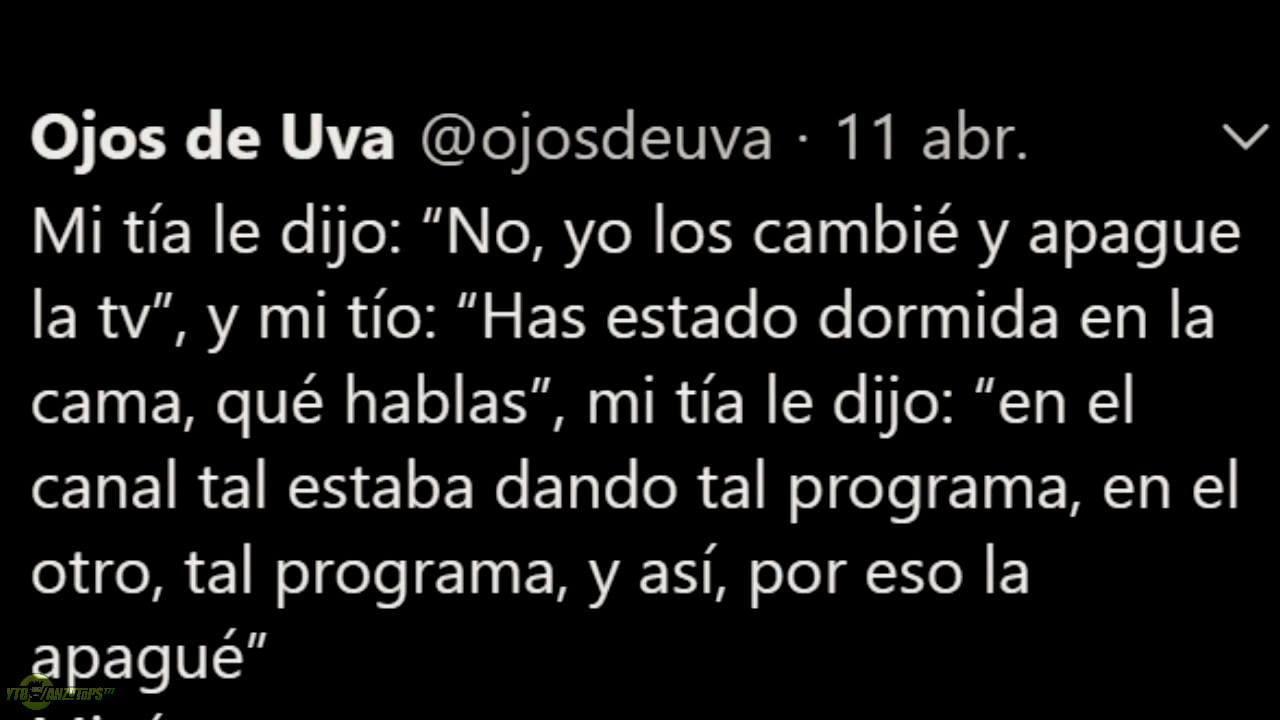 Ojos de Uva @ojosdeuva · 11 abr.
Mi tía le dijo: “No, yo los cambié y apague
la tv”, y mi tío: “Has estado dormida en la
cama, qué hablas”, mi tía le dijo: “en el
canal tal estaba dando tal programa, en el
otro, tal programa, y así, por eso la
apagué”